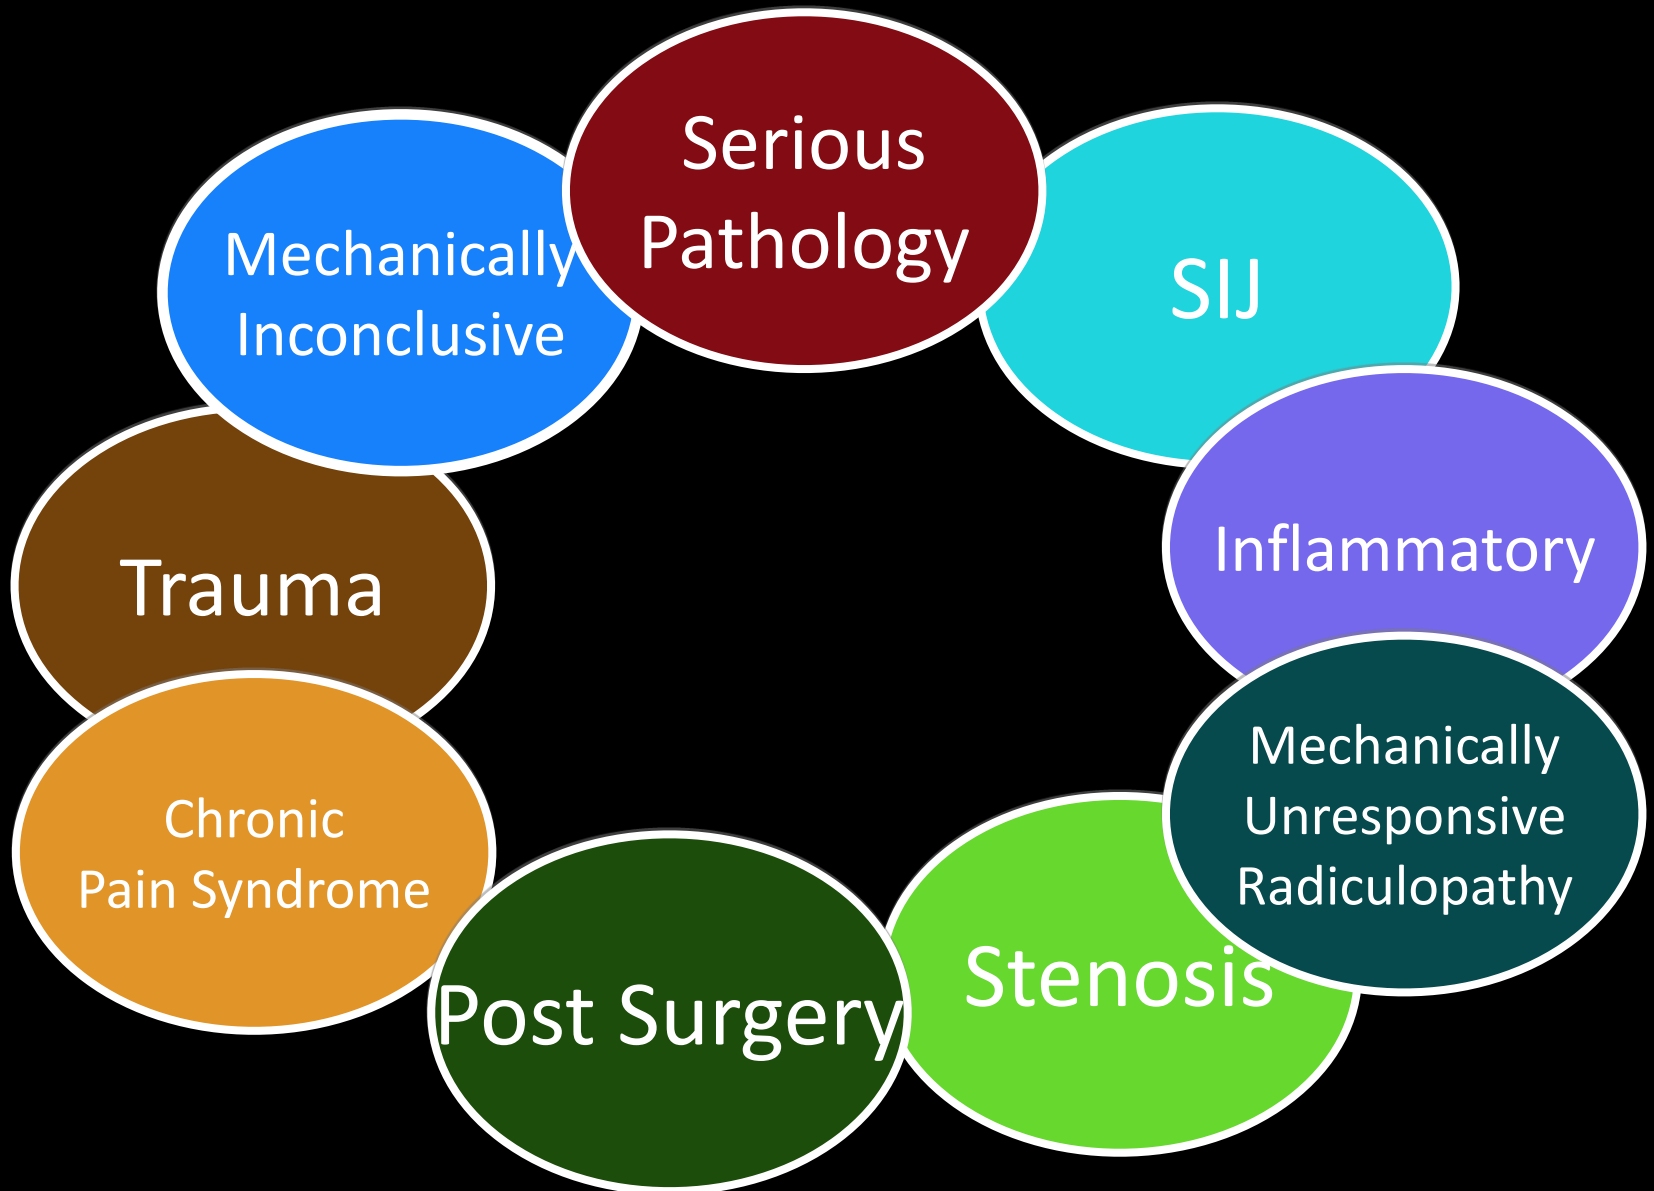 Serious
Pathology
SIJ
Inflammatory
Mechanically
Unresponsive
Radiculopathy
Stenosis
Post Surgery
Chronic
Pain Syndrome
Trauma
Mechanically
Inconclusive